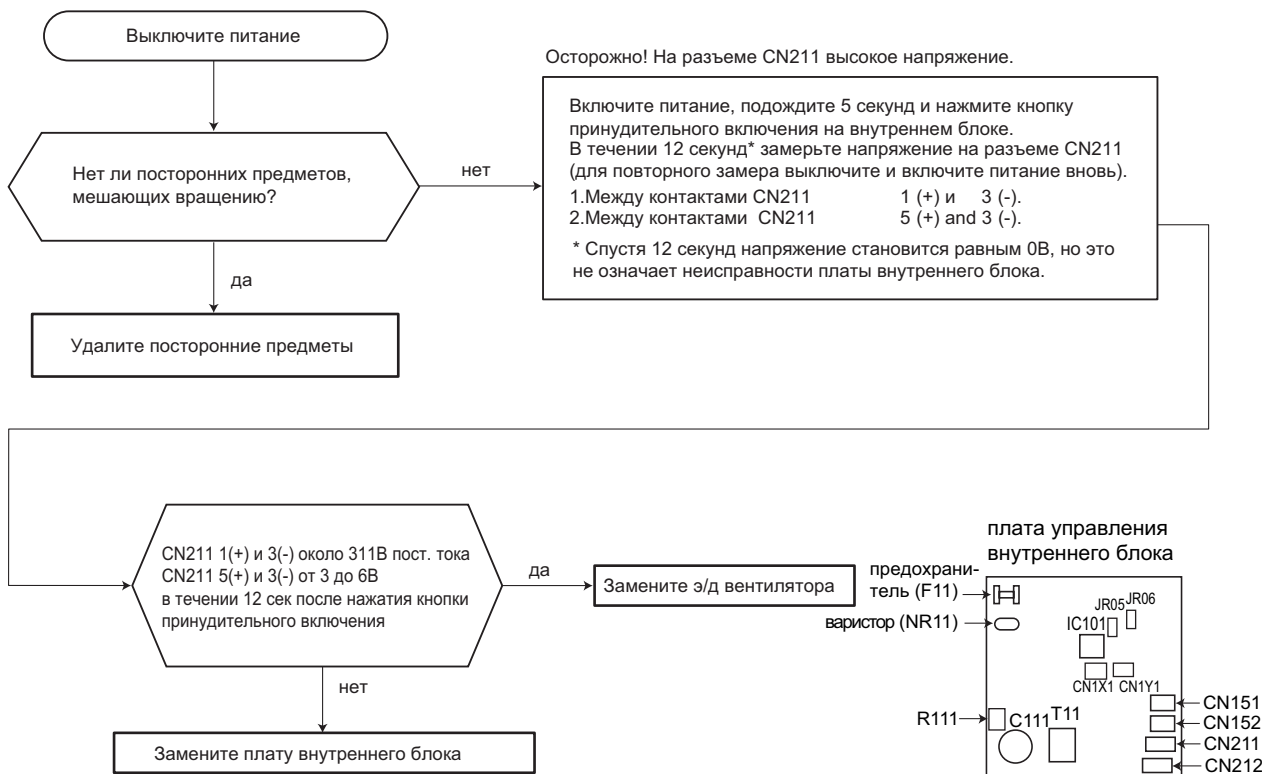 Выключите питание
Осторожно! На разъеме CN211 высокое напряжение.
Включите питание, подождите 5 секунд и нажмите кнопку
принудительного включения на внутреннем блоке.
В течении 12 секунд* замерьте напряжение на разъеме CN211
(для повторного замера выключите и включите питание вновь).
1.Между контактами CN211 1 (+) и 3 (-).
2.Между контактами CN211 5 (+) and 3 (-).
* Спустя 12 секунд напряжение становится равным 0В, но это
не означает неисправности платы внутреннего блока.
Нет ли посторонних предметов,
мешающих вращению?
нет
да
Удалите посторонние предметы
CN211 1(+) и 3(-) около 311В пост. тока
CN211 5(+) и 3(-) от 3 до 6В
в течении 12 сек после нажатия кнопки
принудительного включения
да
Замените э/д вентилятора
нет
Замените плату внутреннего блока
плата управления
внутреннего блока
предохрани-
тель (F11)
варистор (NR11)
JR05
JR06
IC101
CN1X1
CN1Y1
R111
C111
T11
CN151
CN152
CN211
CN212